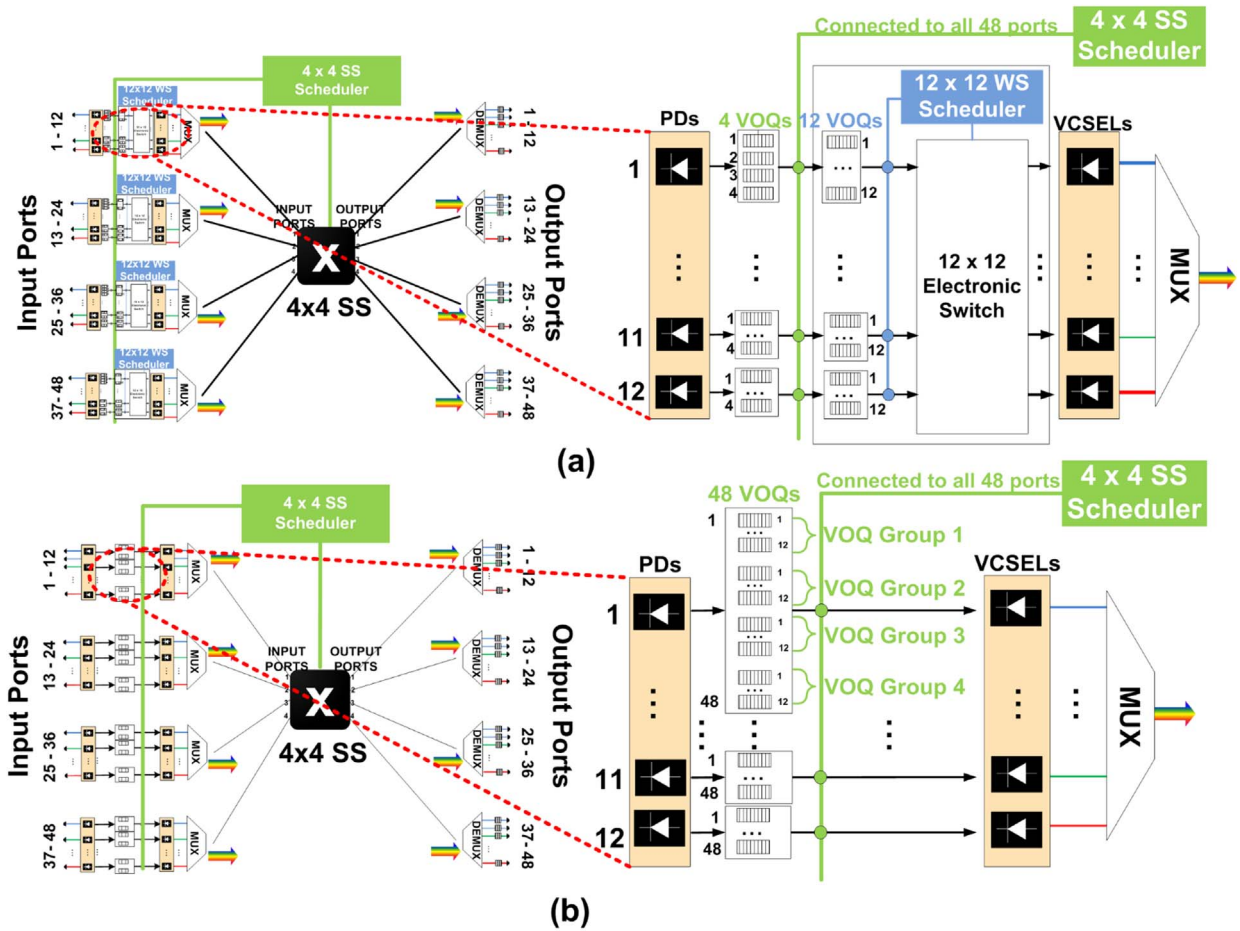 4 x 4 SS
Scheduler
12x12 WS
Scheduler
1 - 12
MUX
12x12 WS
Scheduler
13 - 24
MUX
12x12 WS
Scheduler
25 - 36
MUX
12x12 WS
Scheduler
37- 48
MUX
Input Ports
INPUT
PORTS
OUTPUT
PORTS
X
4x4 SS
DEMUX
1 - 12
DEMUX
13 - 24
DEMUX
25 - 36
DEMUX
37- 48
Output Ports
Connected to all 48 ports
4 x 4 SS
Scheduler
12 x 12 WS
Scheduler
PDs
4 VOQs
12 VOQs
VCSELs
1
1
2
3
4
1
...
12
...
...
...
...
...
12 x 12
Electronic
Switch
11
1
...
4
1
...
12
12
1
...
4
1
...
12
MUX
(a)
4 x 4 SS
Scheduler
1 - 12
MUX
13 - 24
MUX
25 - 36
MUX
37- 48
MUX
Input Ports
INPUT
PORTS
OUTPUT
PORTS
1
2
3
4
1
2
3
4
X
4x4 SS
DEMUX
1 - 12
DEMUX
13 - 24
DEMUX
25 - 36
DEMUX
37- 48
Output Ports
Connected to all 48 ports
4 x 4 SS
Scheduler
48 VOQs
PDs
VCSELs
1
1
1
...
12
VOQ Group 1
1
...
12
VOQ Group 2
1
...
12
VOQ Group 3
1
...
12
VOQ Group 4
48
...
...
...
...
...
11
1
...
48
12
1
...
48
MUX
(b)